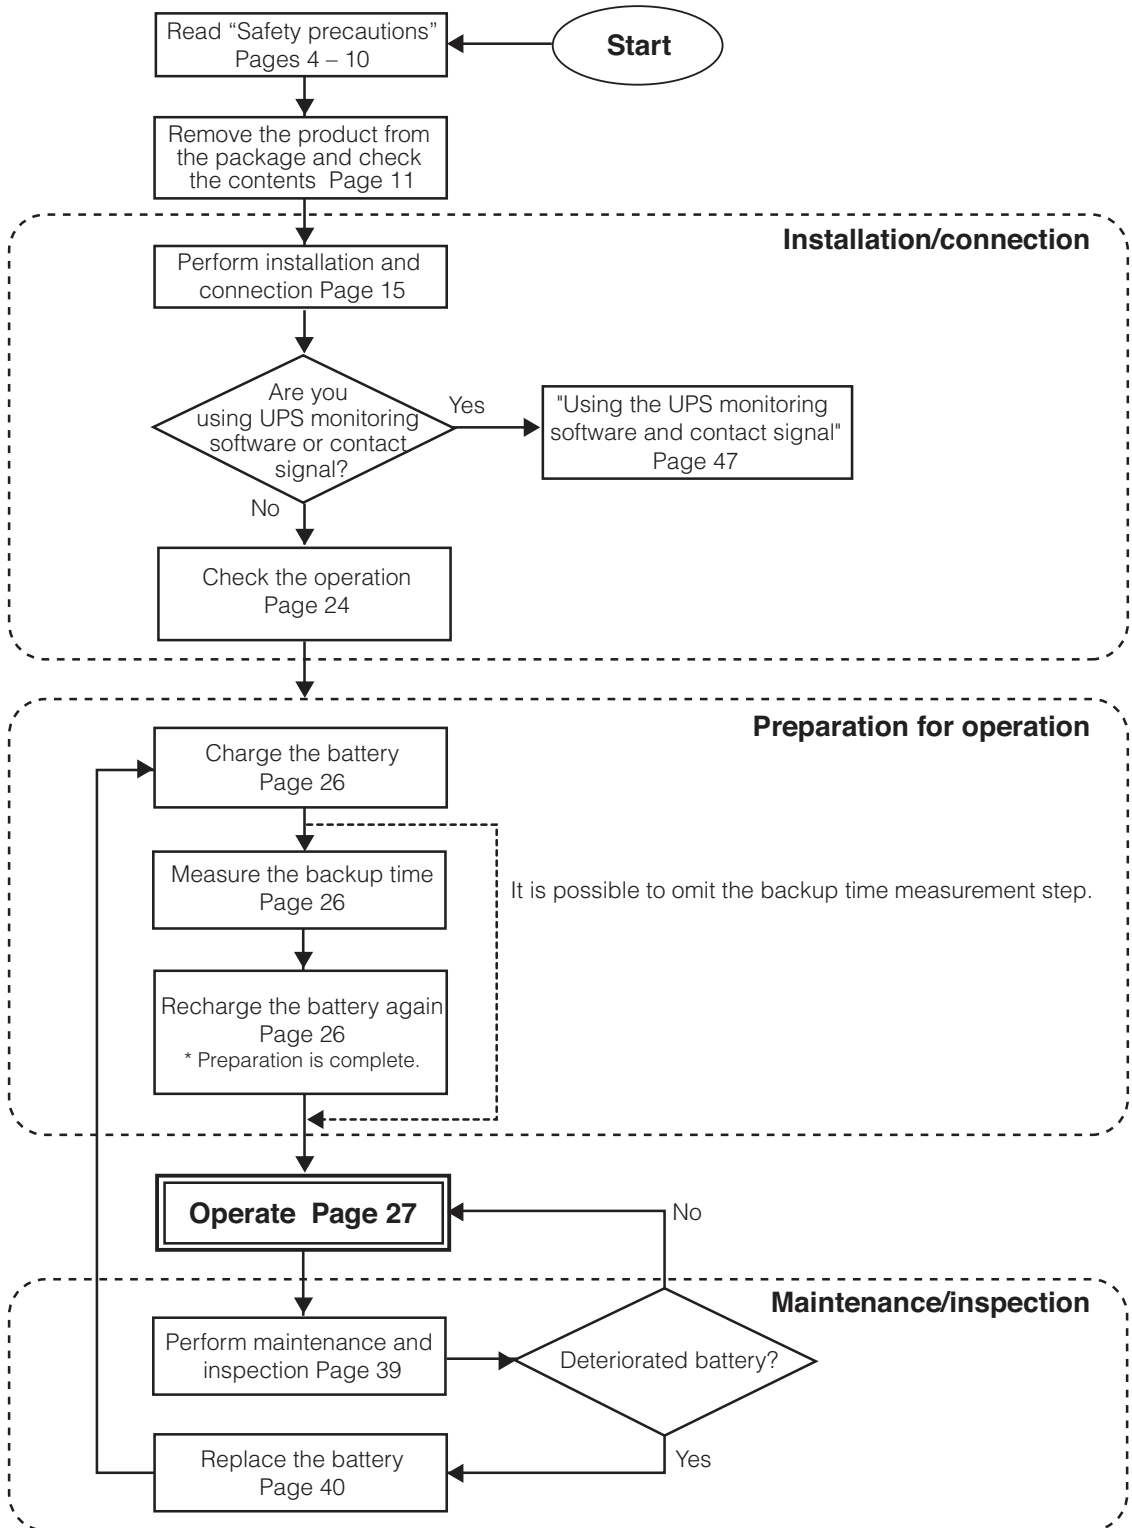 Start
Read “Safety precautions”
Pages 4 – 10
Remove the product from
the package and check
the contents Page 11
Installation/connection
Perform installation and
connection Page 15
Are you
using UPS monitoring
software or contact
signal?
Yes
"Using the UPS monitoring
software and contact signal"
Page 47
No
Check the operation
Page 24
Preparation for operation
Charge the battery
Page 26
Measure the backup time
Page 26
It is possible to omit the backup time measurement step.
Recharge the battery again
Page 26
* Preparation is complete.
Operate Page 27
No
Maintenance/inspection
Perform maintenance and
inspection Page 39
Deteriorated battery?
Yes
Replace the battery
Page 40